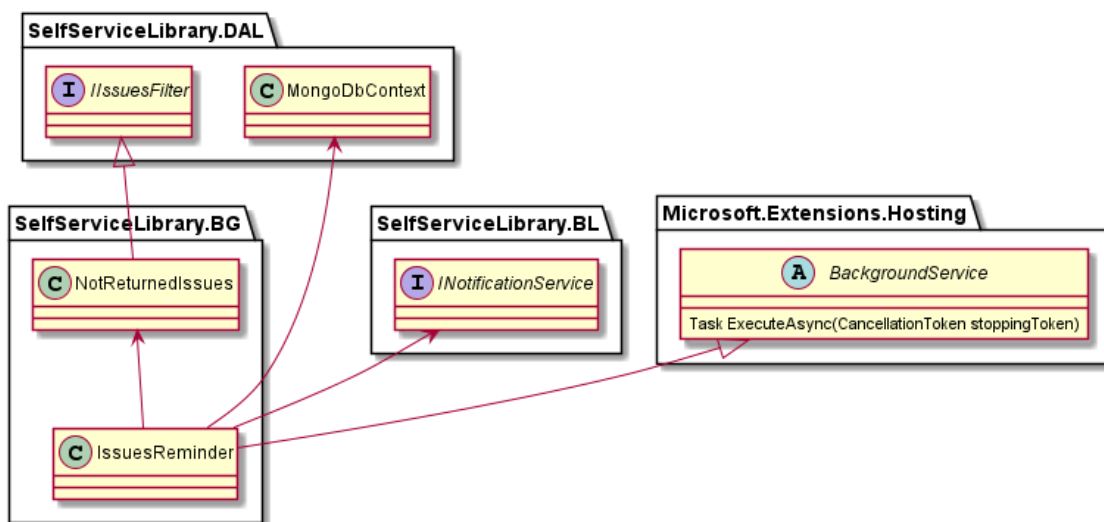 SelfServiceLibrary.DAL
I IIssuesFilter
C MongoDbContext
SelfServiceLibrary.BG
C NotReturnedIssues
SelfServiceLibrary.BL
I INotificationService
Microsoft.Extensions.Hosting
A BackgroundService
Task ExecuteAsync(CancellationToken stoppingToken)
C IssuesReminder